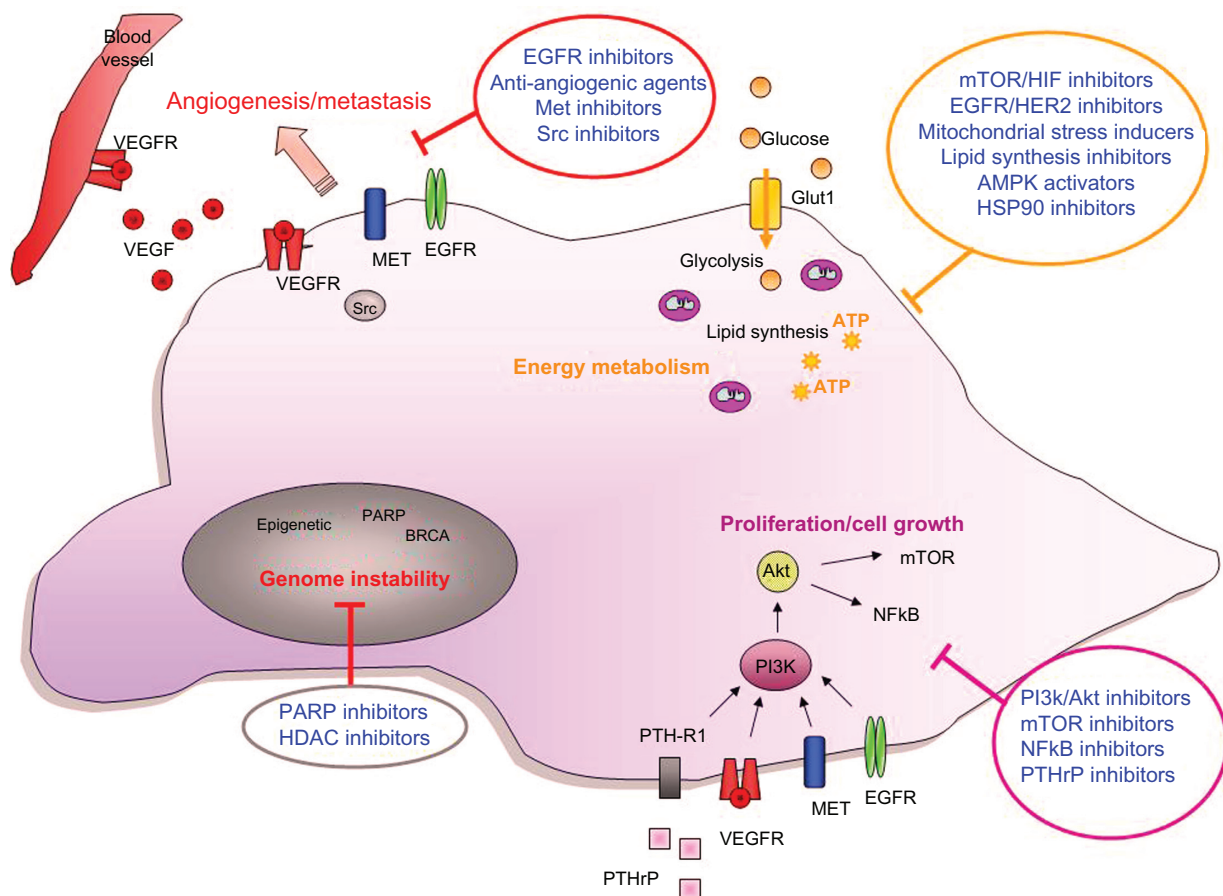 Blood
vessel
Angiogenesis/metastasis
VEGFR
VEGF
VEGFR
MET
EGFR
Src
EGFR inhibitors
Anti-angiogenic agents
Met inhibitors
Src inhibitors
Glucose
Glut1
Glycolysis
Lipid synthesis
ATP
ATP
Energy metabolism
mTOR/HIF inhibitors
EGFR/HER2 inhibitors
Mitochondrial stress inducers
Lipid synthesis inhibitors
AMPK activators
HSP90 inhibitors
Epigenetic
PARP
BRCA
Genome instability
PARP inhibitors
HDAC inhibitors
Proliferation/cell growth
Akt
mTOR
NFkB
PI3K
PTH-R1
VEGFR
MET
EGFR
PTHrP
PI3k/Akt inhibitors
mTOR inhibitors
NFkB inhibitors
PTHrP inhibitors